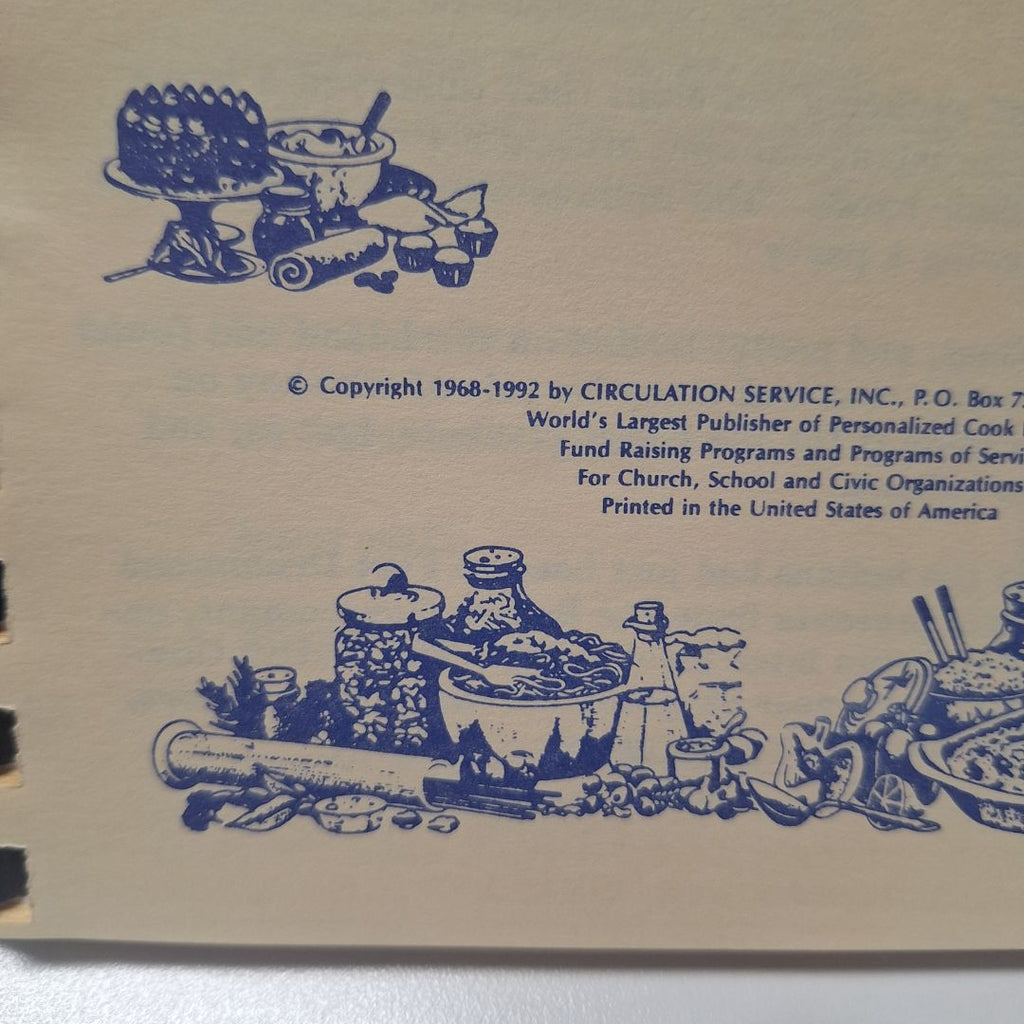 © Copyright 1968-1992 by CIRCULATION SERVICE, INC., P.O. Box
World's Largest Publisher of Personalized Cook
Fund Raising Programs and Programs of
For Church, School and Civic Organizations
Printed in the United States of America